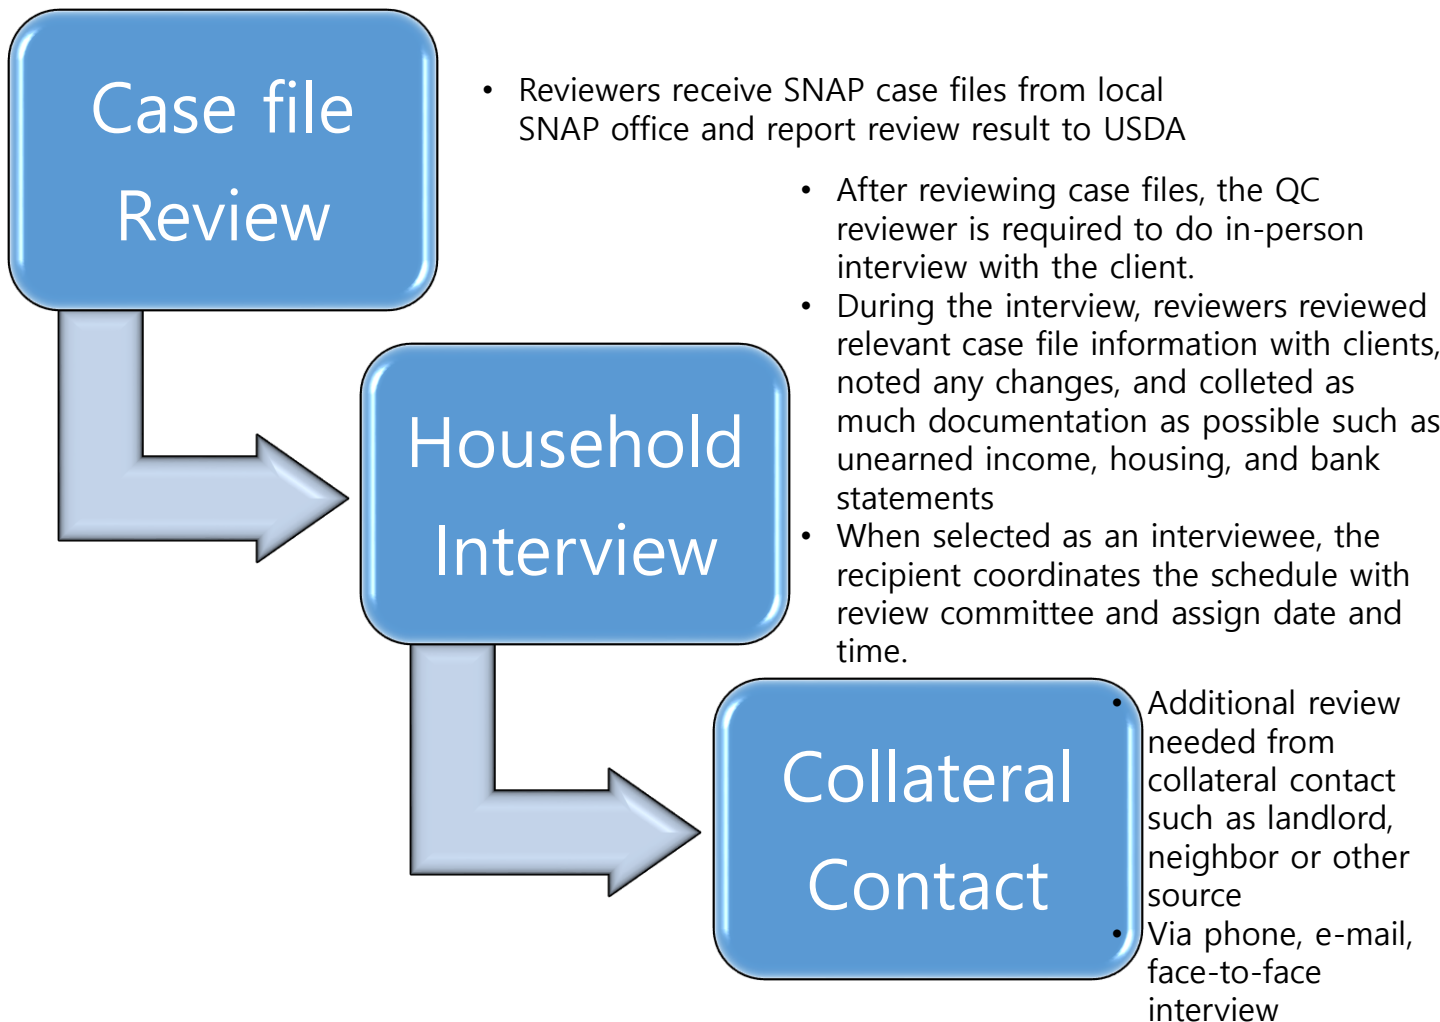 Case file
Review
• Reviewers receive SNAP case files from local
SNAP office and report review result to USDA
• After reviewing case files, the QC
reviewer is required to do in-person
interview with the client.
• During the interview, reviewers reviewed
relevant case file information with clients,
noted any changes, and colleted as
much documentation as possible such as
unearned income, housing, and bank
statements
• When selected as an interviewee, the
recipient coordinates the schedule with
review committee and assign date and
time.
Household
Interview
Collateral
Contact
• Additional review
needed from
collateral contact
such as landlord,
neighbor or other
source
• Via phone, e-mail,
face-to-face
interview